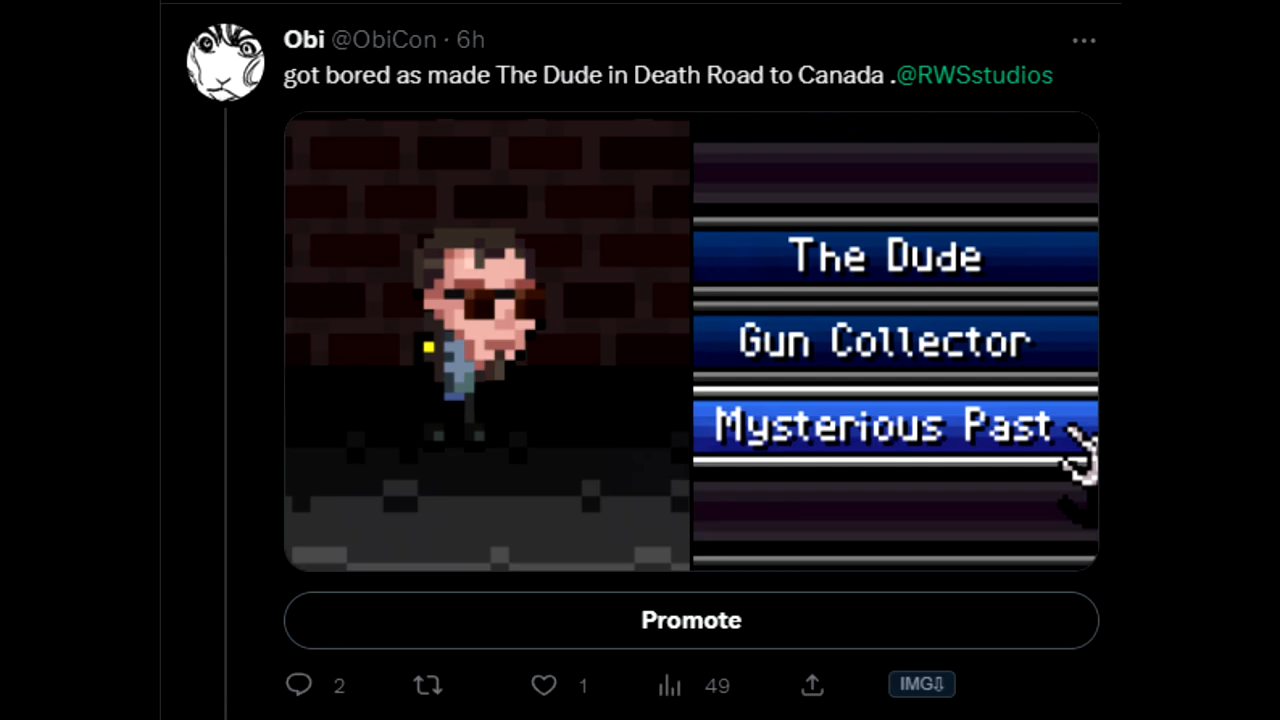 Obi @ObiCon · 6h
got bored as made The Dude in Death Road to Canada .@RWSstudios
The Dude
Gun Collector
Mysterious Past
Promote
2 1 49 IMG⇩